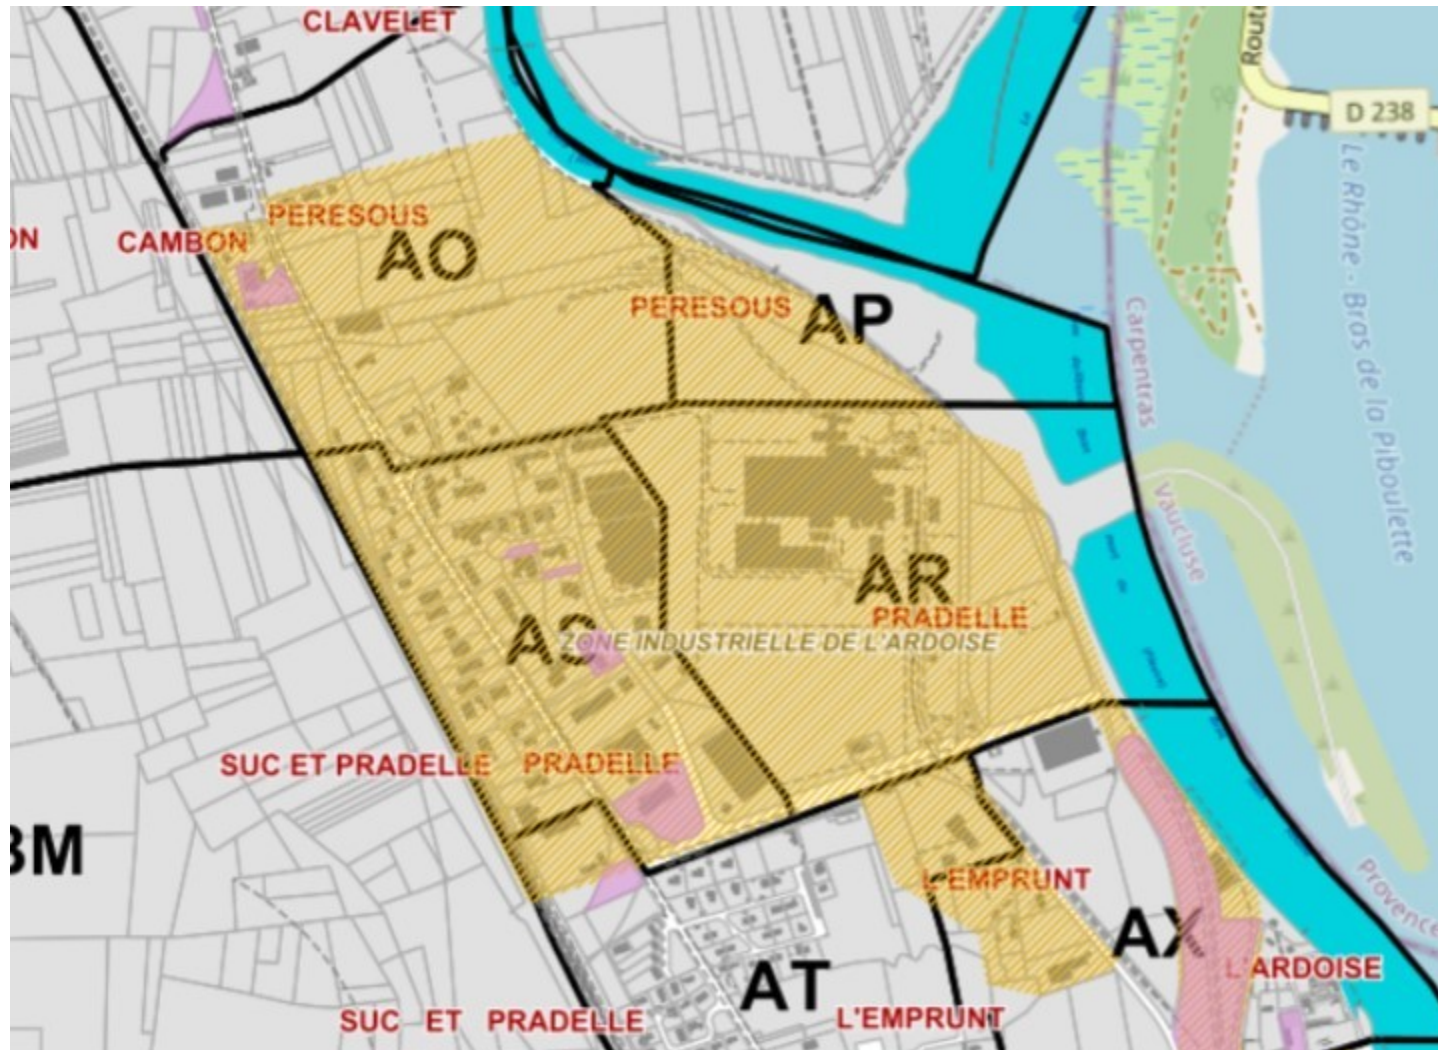 CLAVELET
Route
D 238
PERESOUS
ON
CAMBON
AO
PERESOUS
AP
Carpentras
Le Rhône - Bras de la Piboulette
Vaucluse
AR
PRADELLE
AS
ZONE INDUSTRIELLE DE L'ARDOISE
SUC ET PRADELLE
PRADELLE
BM
L'EMPRUNT
Provence
AX
L'ARDOISE
AT
SUC ET PRADELLE
L'EMPRUNT